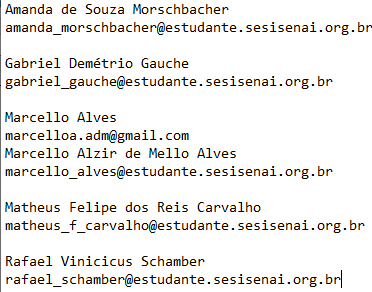 Amanda de Souza Morschbacher
amanda_morschbacher@estudante.sesisenai.org.br
Gabriel Demétrio Gauche
gabriel_gauche@estudante.sesisenai.org.br
Marcello Alves
marcelloa.adm@gmail.com
Marcello Alzir de Mello Alves
marcello_alves@estudante.sesisenai.org.br
Matheus Felipe dos Reis Carvalho
matheus_f_carvalho@estudante.sesisenai.org.br
Rafael Vinicicus Schamber
rafael_schamber@estudante.sesisenai.org.br